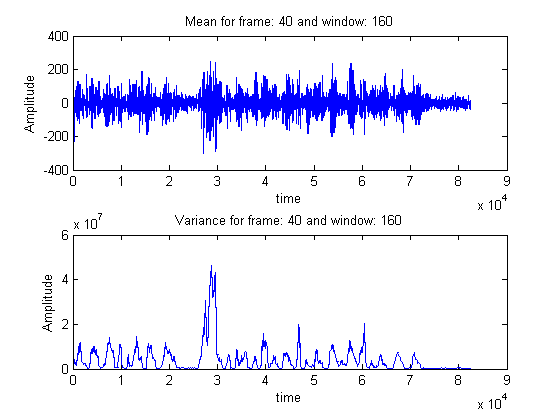 Mean for frame: 40 and window: 160
400
200
0
-200
-400
Amplitude
0 1 2 3 4 5 6 7 8 9
time
x 10^4
Variance for frame: 40 and window: 160
x 10^7
6
4
2
0
Amplitude
0 1 2 3 4 5 6 7 8 9
time
x 10^4